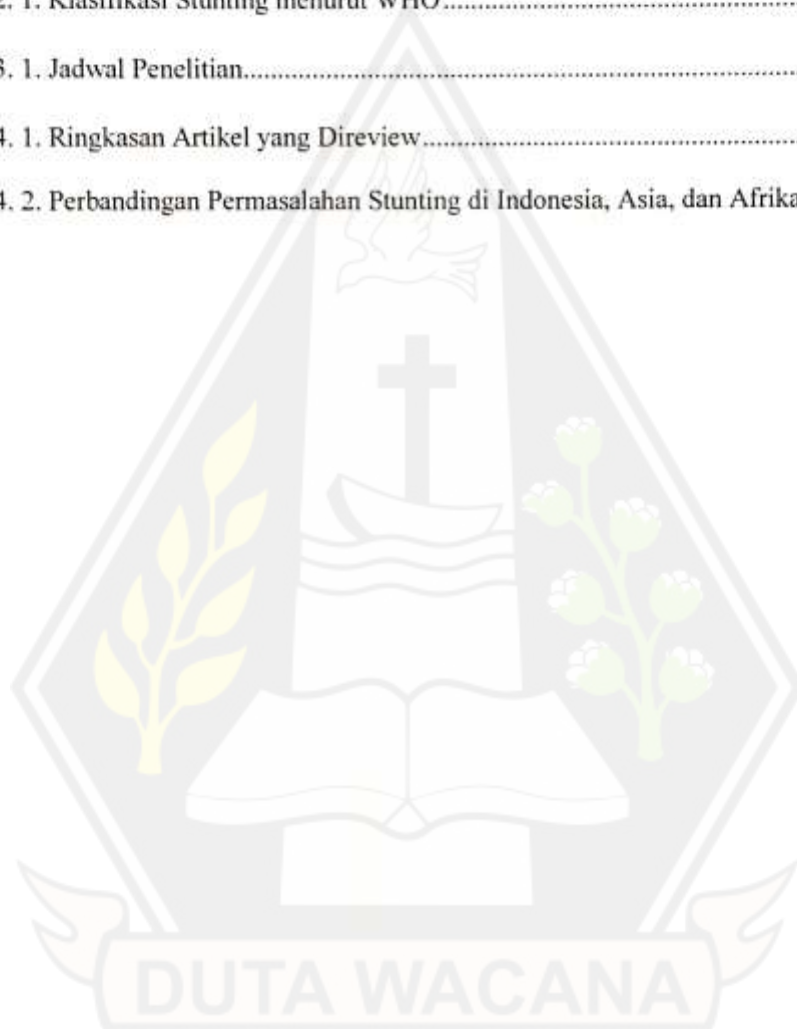 2. 1. Klasifikasi Stunting menurut WHO
3. 1. Jadwal Penelitian
4. 1. Ringkasan Artikel yang Direview
4. 2. Perbandingan Permasalahan Stunting di Indonesia, Asia, dan Afrika
DUTA WACANA